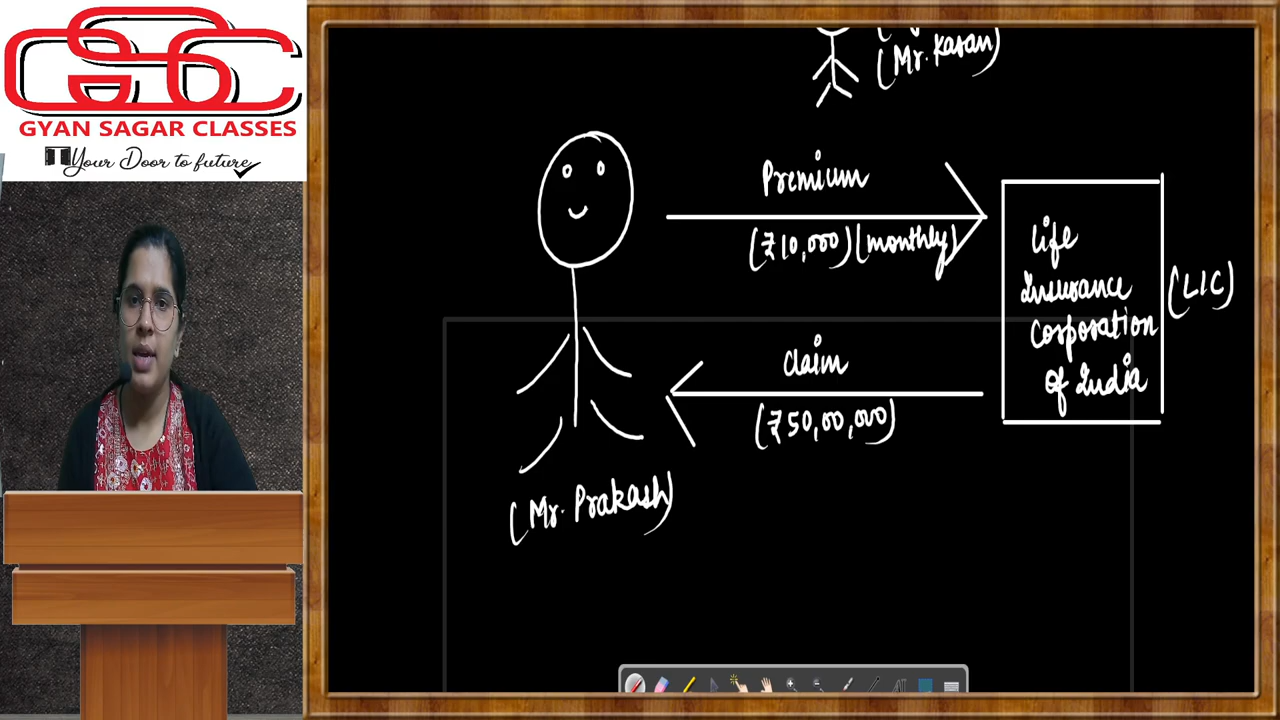 GSC
GYAN SAGAR CLASSES
Your Door to future
(Mr. Karan)
Premium
(₹10,000) (monthly)
Life
Insurance
Corporation
Of India
(LIC)
Claim
(₹50,00,000)
(Mr. Prakash)